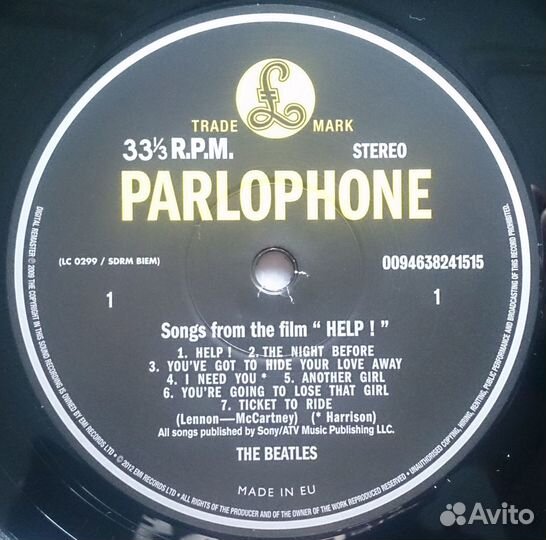 £
TRADE MARK
33⅓ R.P.M. STEREO
PARLOPHONE
(LC 0299 / SDRM BIEM) 0094638241515
1 1
Songs from the film “ HELP ! ”
1. HELP ! 2. THE NIGHT BEFORE
3. YOU'VE GOT TO HIDE YOUR LOVE AWAY
4. I NEED YOU * 5. ANOTHER GIRL
6. YOU'RE GOING TO LOSE THAT GIRL
7. TICKET TO RIDE
(Lennon—McCartney) (* Harrison)
All songs published by Sony/ATV Music Publishing LLC.
THE BEATLES
MADE IN EU
DIGITAL REMASTER ℗ 2009 THE COPYRIGHT IN THIS SOUND RECORDING IS OWNED BY EMI RECORDS LTD • © 2012 EMI RECORDS LTD • ALL RIGHTS OF THE PRODUCER AND OF THE OWNER OF THE WORK REPRODUCED RESERVED • UNAUTHORISED COPYING, HIRING, RENTING, PUBLIC PERFORMANCE AND BROADCASTING OF THIS RECORD PROHIBITED.
Avito